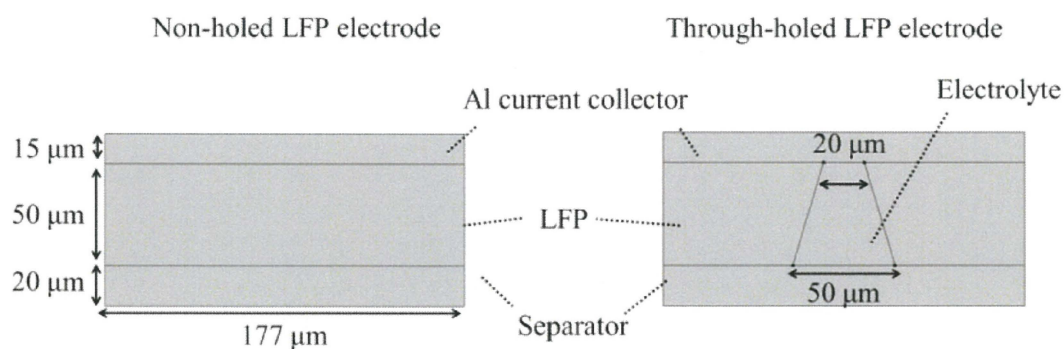 Non-holed LFP electrode
Through-holed LFP electrode
Al current collector
Electrolyte
15 μm
20 μm
50 μm
LFP
20 μm
50 μm
Separator
177 μm